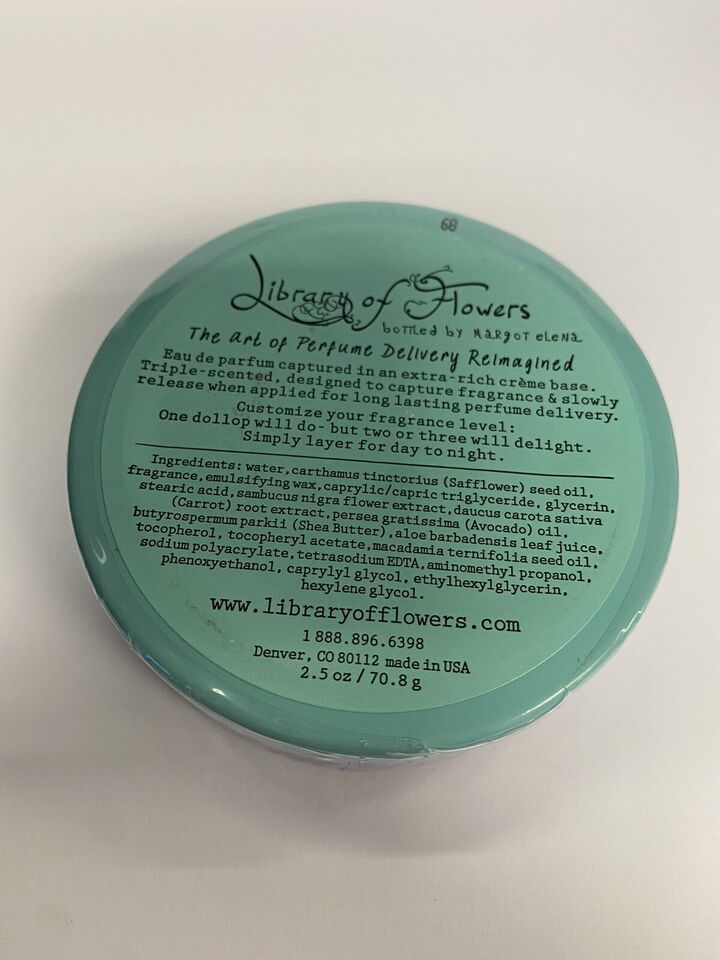 68
Library of Flowers
bottled by Margot Elena
The Art of Perfume Delivery Reimagined
Eau de parfum captured in an extra-rich crème base.
Triple-scented, designed to capture fragrance & slowly
release when applied for long lasting perfume delivery.
Customize your fragrance level:
One dollop will do- but two or three will delight.
Simply layer for day to night.
Ingredients: water, carthamus tinctorius (Safflower) seed oil,
fragrance, emulsifying wax, caprylic/capric triglyceride, glycerin,
stearic acid, sambucus nigra flower extract, daucus carota sativa
(Carrot) root extract, persea gratissima (Avocado) oil,
butyrospermum parkii (Shea Butter), aloe barbadensis leaf juice,
tocopherol, tocopheryl acetate, macadamia ternifolia seed oil,
sodium polyacrylate, tetrasodium EDTA, aminomethyl propanol,
phenoxyethanol, caprylyl glycol, ethylhexylglycerin,
hexylene glycol.
www.libraryofflowers.com
1 888.896.6398
Denver, CO 80112 made in USA
2.5 oz / 70.8 g